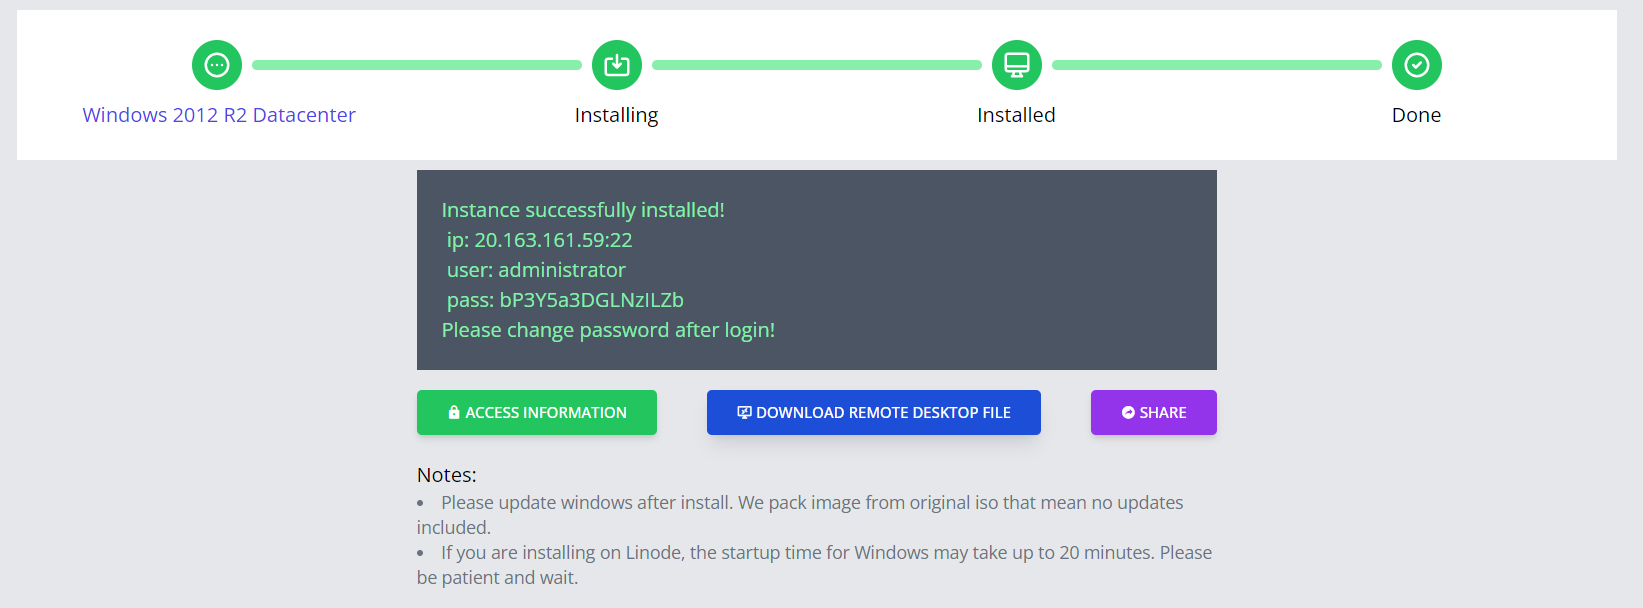 Windows 2012 R2 Datacenter
Installing
Installed
Done
Instance successfully installed!
ip: 20.163.161.59:22
user: administrator
pass: bP3Y5a3DGLNzILZb
Please change password after login!
ACCESS INFORMATION
DOWNLOAD REMOTE DESKTOP FILE
SHARE
Notes:
• Please update windows after install. We pack image from original iso that mean no updates
included.
• If you are installing on Linode, the startup time for Windows may take up to 20 minutes. Please
be patient and wait.